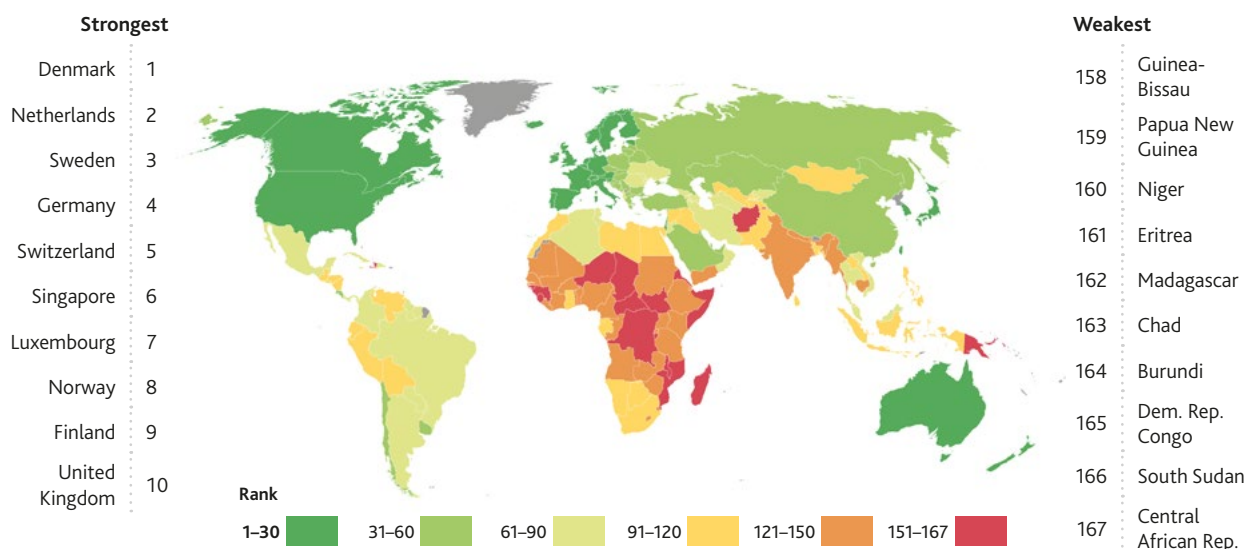 Strongest
Denmark 1
Netherlands 2
Sweden 3
Germany 4
Switzerland 5
Singapore 6
Luxembourg 7
Norway 8
Finland 9
United
Kingdom 10
Weakest
158 Guinea-
Bissau
159 Papua New
Guinea
160 Niger
161 Eritrea
162 Madagascar
163 Chad
164 Burundi
165 Dem. Rep.
Congo
166 South Sudan
167 Central
African Rep.
Rank
1–30 31–60 61–90 91–120 121–150 151–167